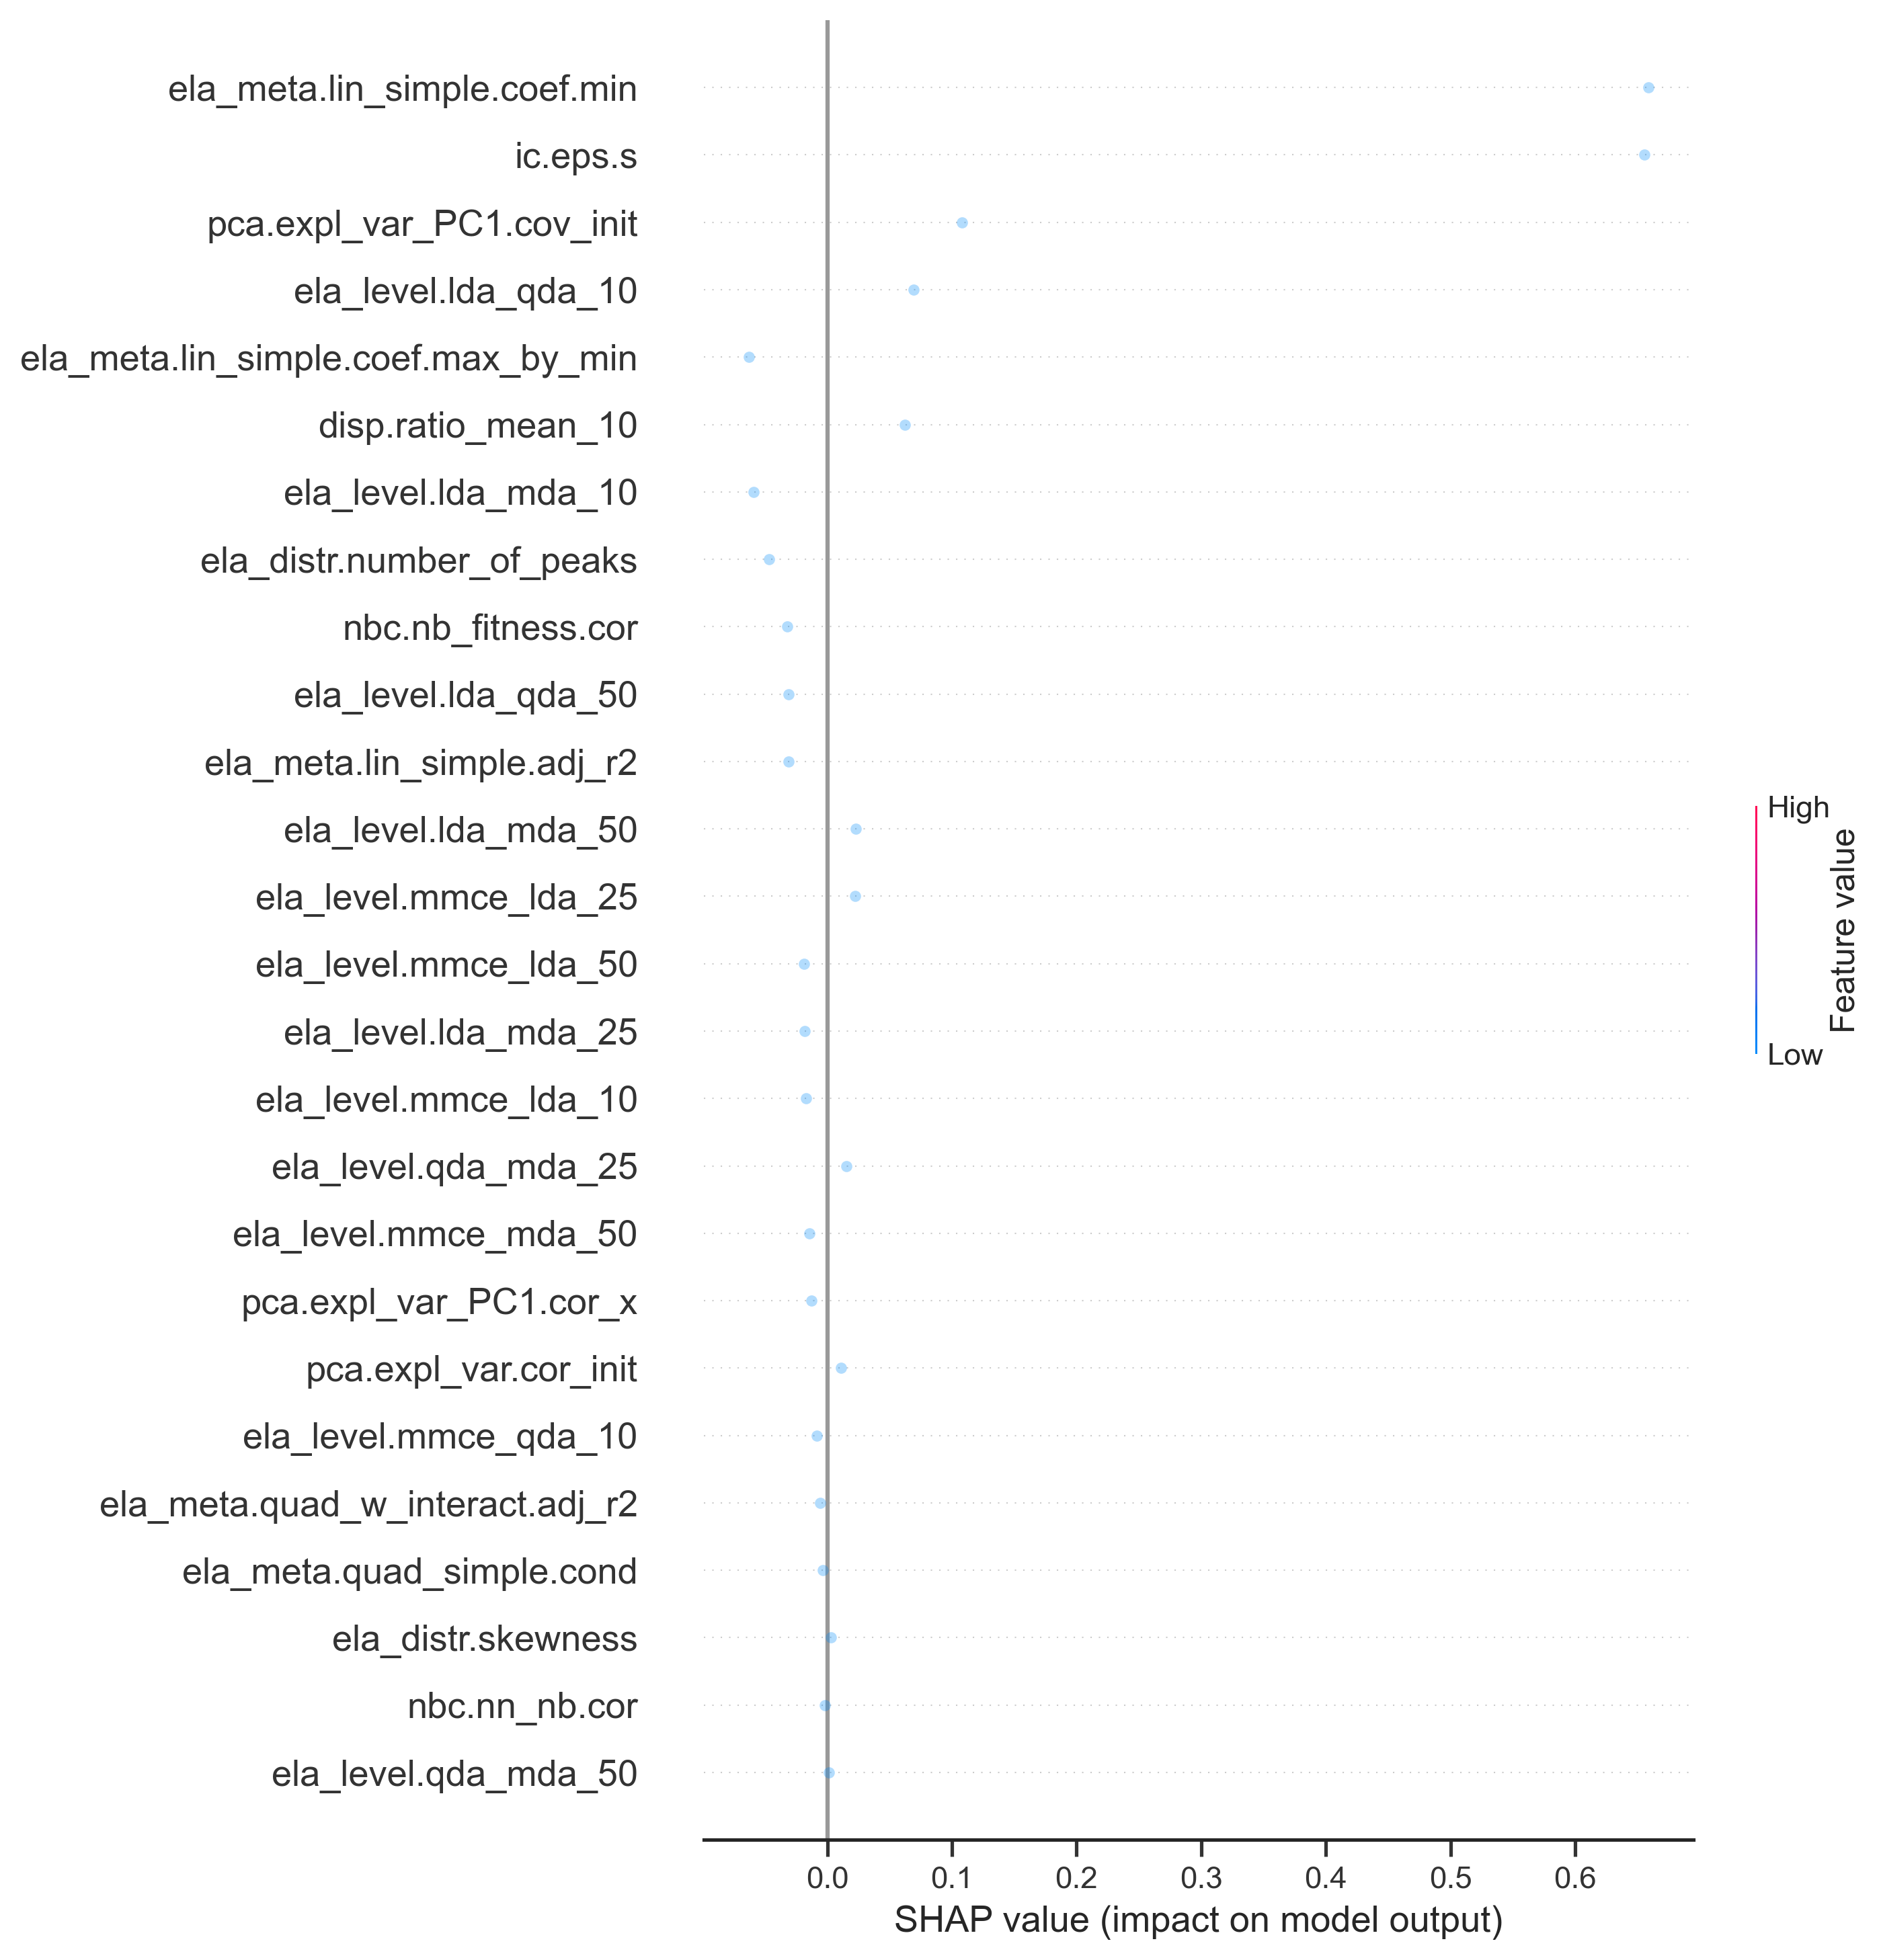 ela_meta.lin_simple.coef.min
ic.eps.s
pca.expl_var_PC1.cov_init
ela_level.lda_qda_10
ela_meta.lin_simple.coef.max_by_min
disp.ratio_mean_10
ela_level.lda_mda_10
ela_distr.number_of_peaks
nbc.nb_fitness.cor
ela_level.lda_qda_50
ela_meta.lin_simple.adj_r2
ela_level.lda_mda_50
ela_level.mmce_lda_25
ela_level.mmce_lda_50
ela_level.lda_mda_25
ela_level.mmce_lda_10
ela_level.qda_mda_25
ela_level.mmce_mda_50
pca.expl_var_PC1.cor_x
pca.expl_var.cor_init
ela_level.mmce_qda_10
ela_meta.quad_w_interact.adj_r2
ela_meta.quad_simple.cond
ela_distr.skewness
nbc.nn_nb.cor
ela_level.qda_mda_50
0.0 0.1 0.2 0.3 0.4 0.5 0.6
SHAP value (impact on model output)
High
Feature value
Low